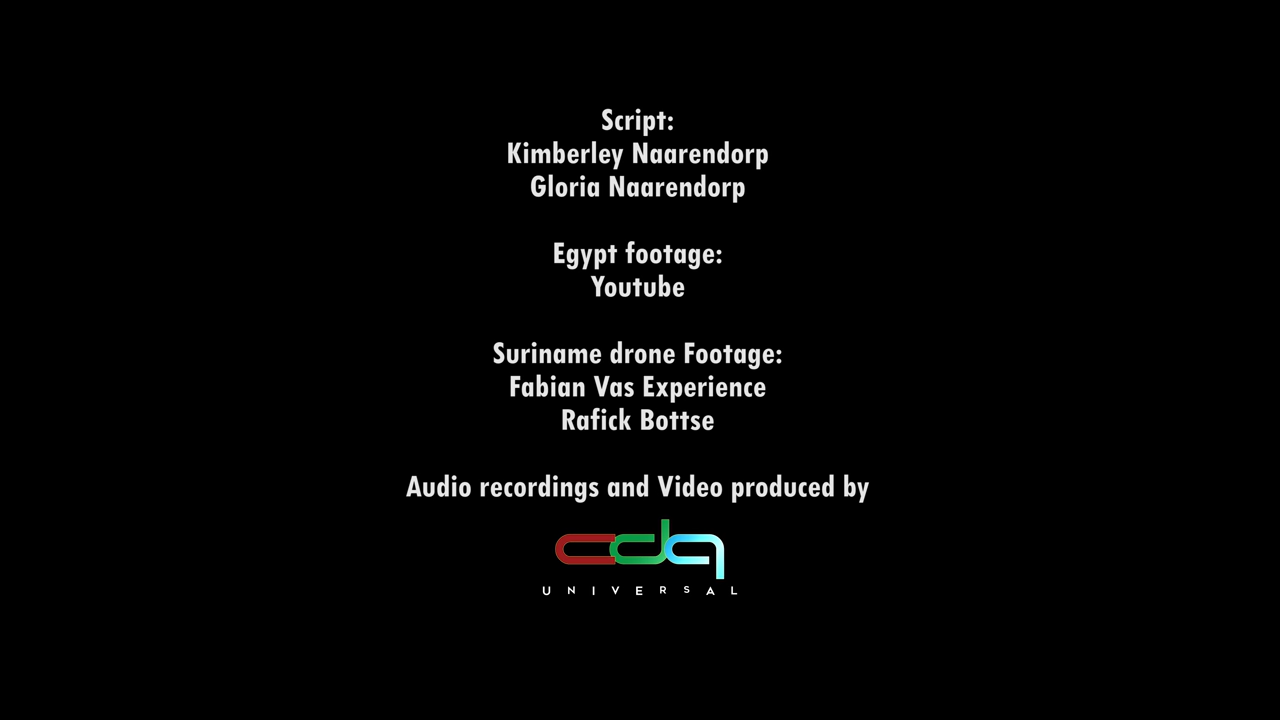 Script:
Kimberley Naarendorp
Gloria Naarendorp
Egypt footage:
Youtube
Suriname drone Footage:
Fabian Vas Experience
Rafick Bottse
Audio recordings and Video produced by
cdq
UNIVERSAL